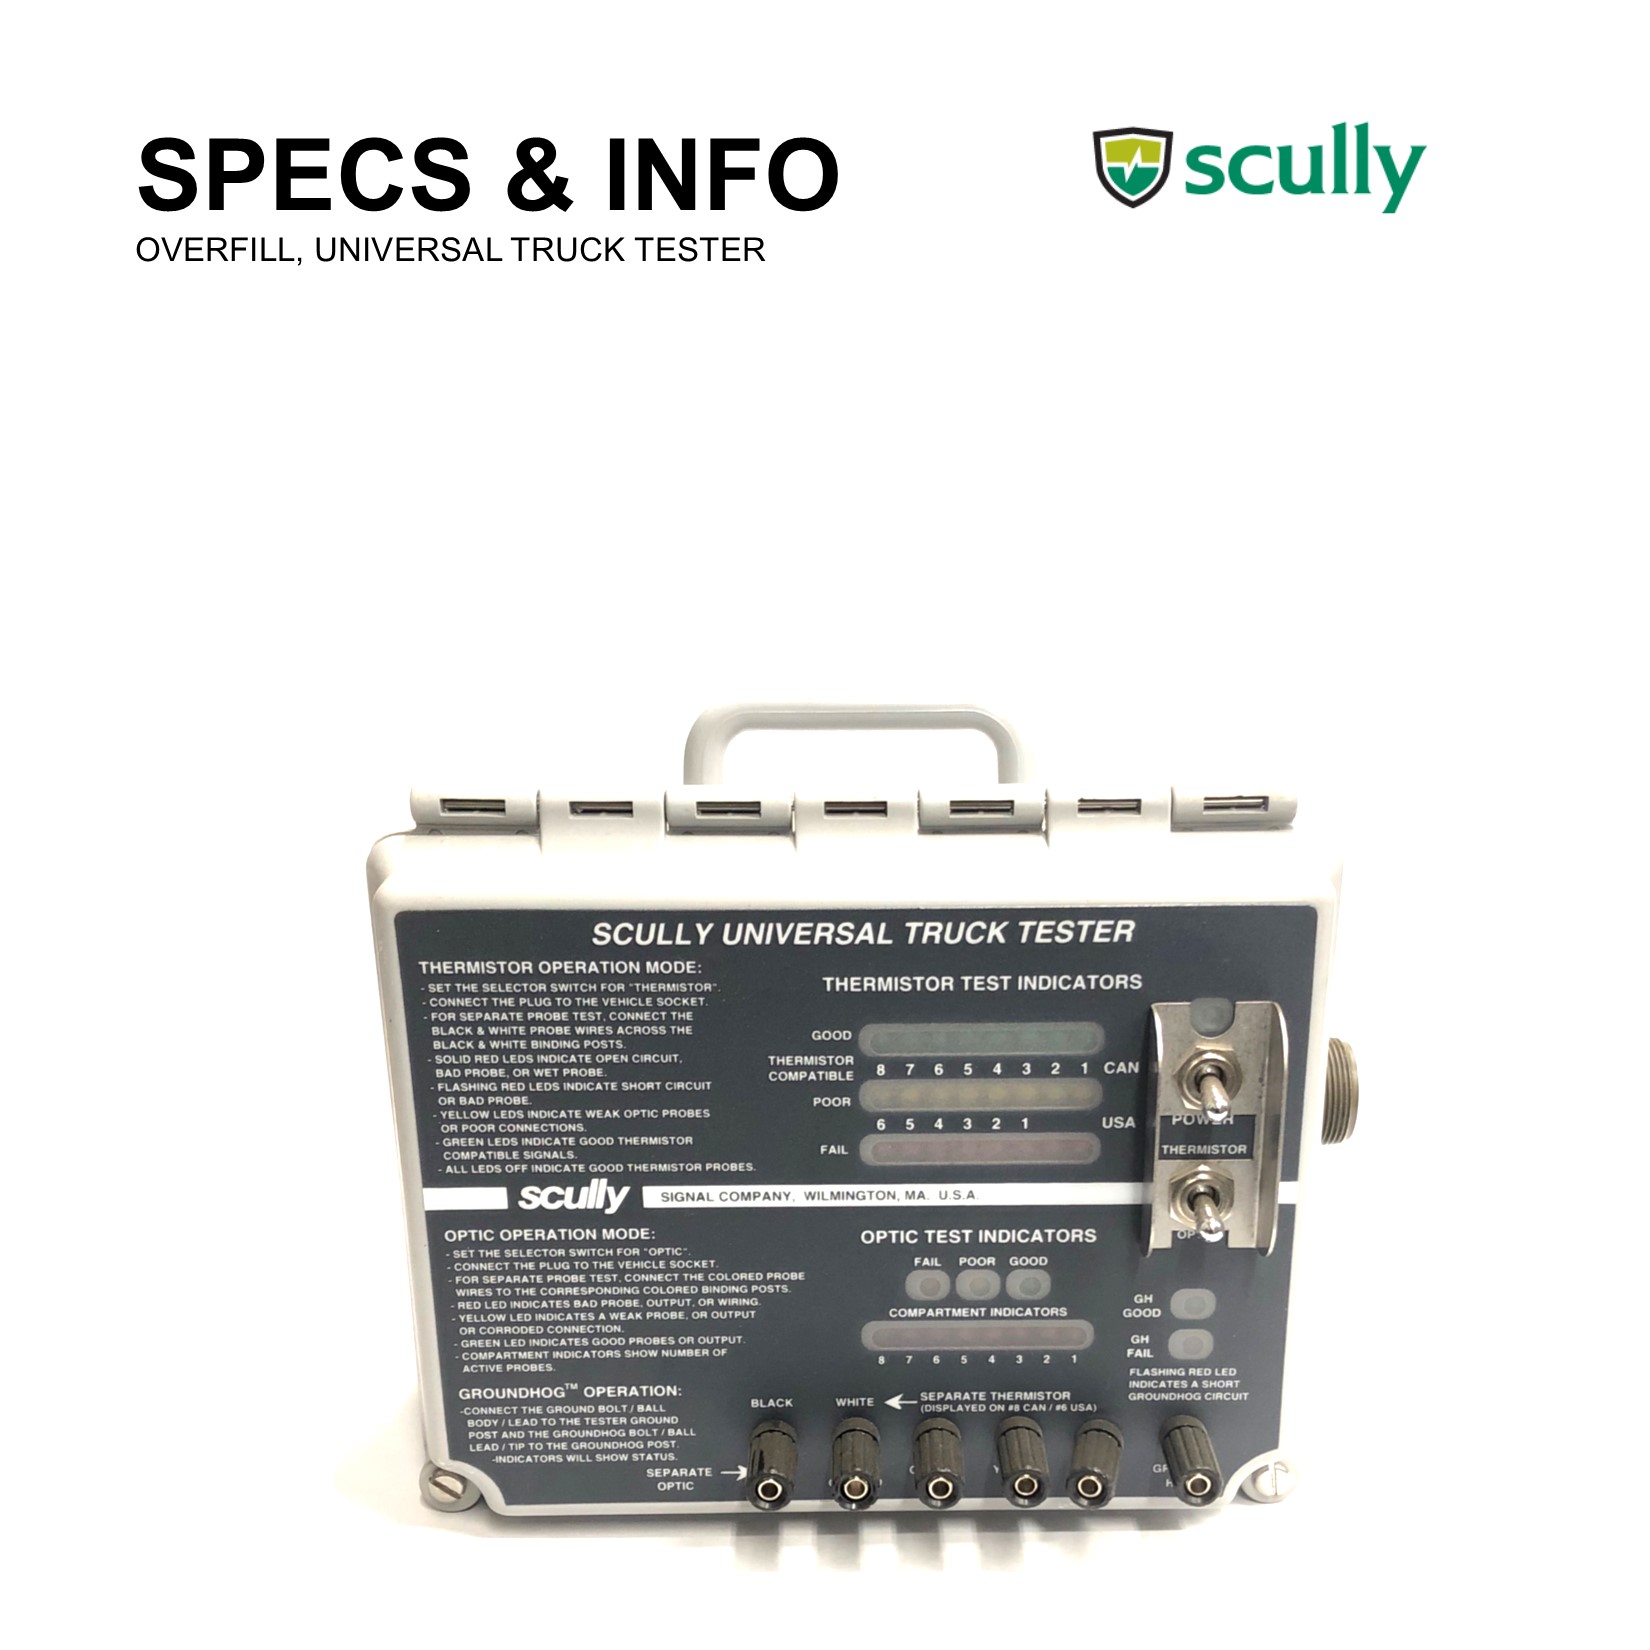 SPECS & INFO
OVERFILL, UNIVERSAL TRUCK TESTER
scully
SCULLY UNIVERSAL TRUCK TESTER
THERMISTOR OPERATION MODE:
- SET THE SELECTOR SWITCH FOR "THERMISTOR".
- CONNECT THE PLUG TO THE VEHICLE SOCKET.
- FOR SEPARATE PROBE TEST, CONNECT THE
BLACK & WHITE PROBE WIRES ACROSS THE
BLACK & WHITE BINDING POSTS.
- SOLID RED LEDS INDICATE OPEN CIRCUIT,
BAD PROBE, OR WET PROBE.
- FLASHING RED LEDS INDICATE SHORT CIRCUIT
OR BAD PROBE.
- YELLOW LEDS INDICATE WEAK OPTIC PROBES
OR POOR CONNECTIONS.
- GREEN LEDS INDICATE GOOD THERMISTOR
COMPATIBLE SIGNALS.
- ALL LEDS OFF INDICATE GOOD THERMISTOR PROBES.
THERMISTOR TEST INDICATORS
GOOD
THERMISTOR
COMPATIBLE
8 7 6 5 4 3 2 1 CAN
POOR
6 5 4 3 2 1 USA
FAIL
POWER
THERMISTOR
scully SIGNAL COMPANY, WILMINGTON, MA. U.S.A.
OPTIC OPERATION MODE:
- SET THE SELECTOR SWITCH FOR "OPTIC".
- CONNECT THE PLUG TO THE VEHICLE SOCKET.
- FOR SEPARATE PROBE TEST, CONNECT THE COLORED PROBE
WIRES TO THE CORRESPONDING COLORED BINDING POSTS.
- RED LED INDICATES BAD PROBE, OUTPUT, OR WIRING.
- YELLOW LED INDICATES A WEAK PROBE, OR OUTPUT
OR CORRODED CONNECTION.
- GREEN LED INDICATES GOOD PROBES OR OUTPUT.
- COMPARTMENT INDICATORS SHOW NUMBER OF
ACTIVE PROBES.
OPTIC TEST INDICATORS
FAIL POOR GOOD
COMPARTMENT INDICATORS
8 7 6 5 4 3 2 1
GH
GOOD
GH
FAIL
FLASHING RED LED
INDICATES A SHORT
GROUNDHOG CIRCUIT
GROUNDHOG™ OPERATION:
-CONNECT THE GROUND BOLT / BALL
BODY / LEAD TO THE TESTER GROUND
POST AND THE GROUNDHOG BOLT / BALL
LEAD / TIP TO THE GROUNDHOG POST.
-INDICATORS WILL SHOW STATUS.
BLACK WHITE ← SEPARATE THERMISTOR
(DISPLAYED ON #8 CAN / #6 USA)
SEPARATE →
OPTIC